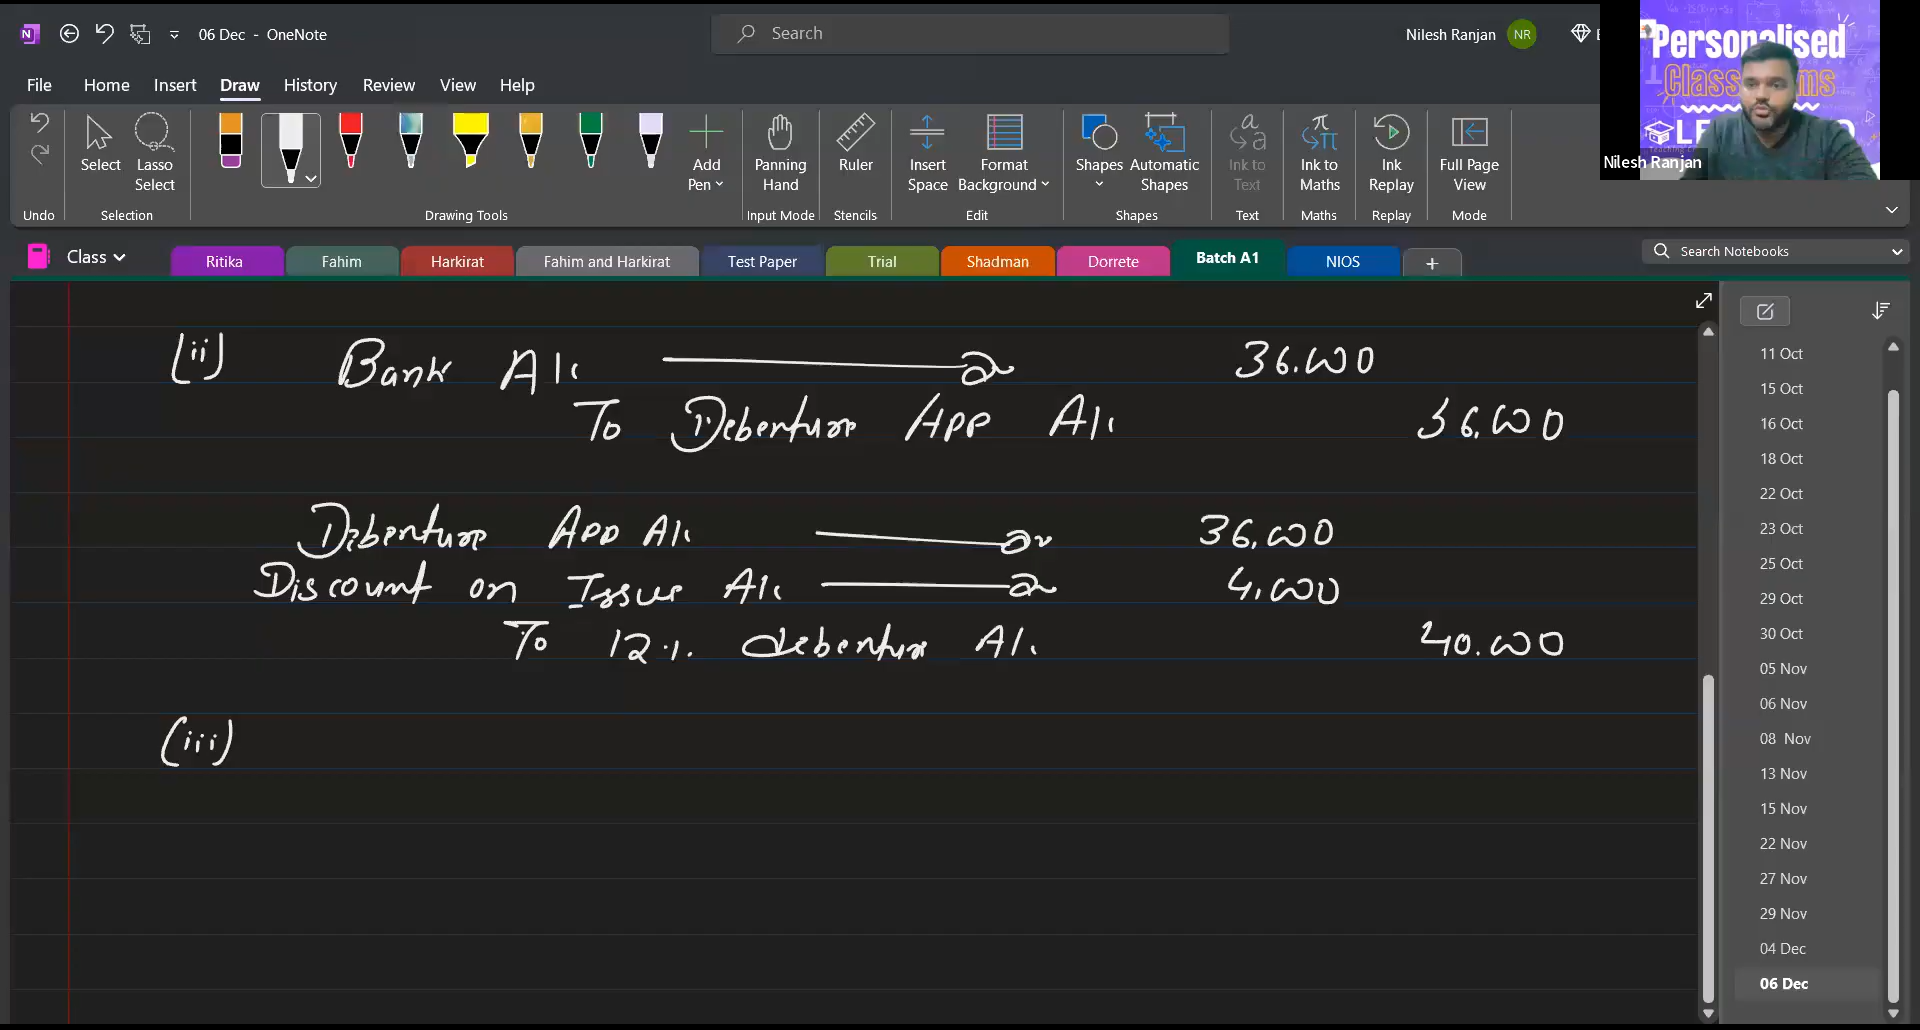 06 Dec - OneNote
Search
Nilesh Ranjan NR
File Home Insert Draw History Review View Help
Undo
Select
Lasso Select
Selection
Drawing Tools
Add Pen
Panning Hand
Input Mode
Ruler
Stencils
Insert Space
Format Background
Edit
Shapes
Automatic Shapes
Shapes
Ink to Text
Text
Ink to Maths
Maths
Ink Replay
Replay
Full Page View
Mode
Personalised
Nilesh Ranjan
Class Ritika Fahim Harkirat Fahim and Harkirat Test Paper Trial Shadman Dorrete Batch A1 NIOS +
Search Notebooks
(ii) Bank A/c 36,000
To Debenture App A/c 36,000
Debenture App A/c 36,000
Discount on Issue A/c 4,000
To 12% debenture A/c 40,000
(iii)
11 Oct
15 Oct
16 Oct
18 Oct
22 Oct
23 Oct
25 Oct
29 Oct
30 Oct
05 Nov
06 Nov
08 Nov
13 Nov
15 Nov
22 Nov
27 Nov
29 Nov
04 Dec
06 Dec